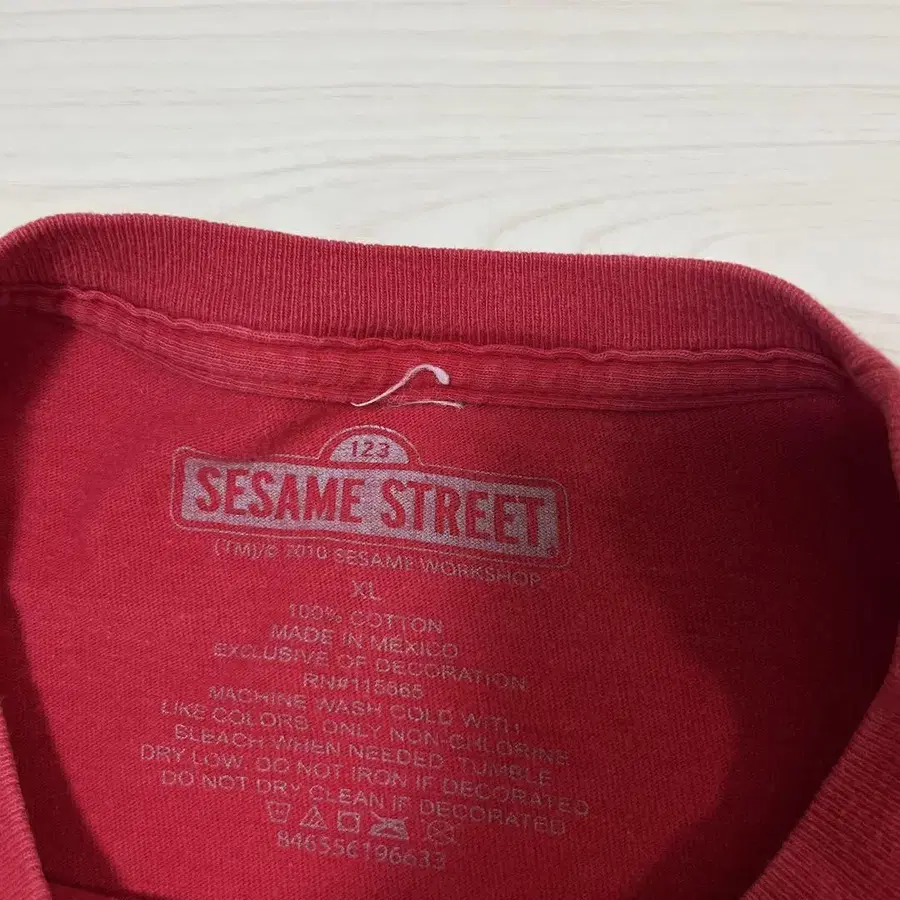 123
SESAME STREET
(TM)/© 2010 SESAME WORKSHOP
XL
100% COTTON
MADE IN MEXICO
EXCLUSIVE OF DECORATION
RN#115665
MACHINE WASH COLD WITH
LIKE COLORS, ONLY NON-CHLORINE
BLEACH WHEN NEEDED, TUMBLE
DRY LOW, DO NOT IRON IF DECORATED
DO NOT DRY CLEAN IF DECORATED
846556196633